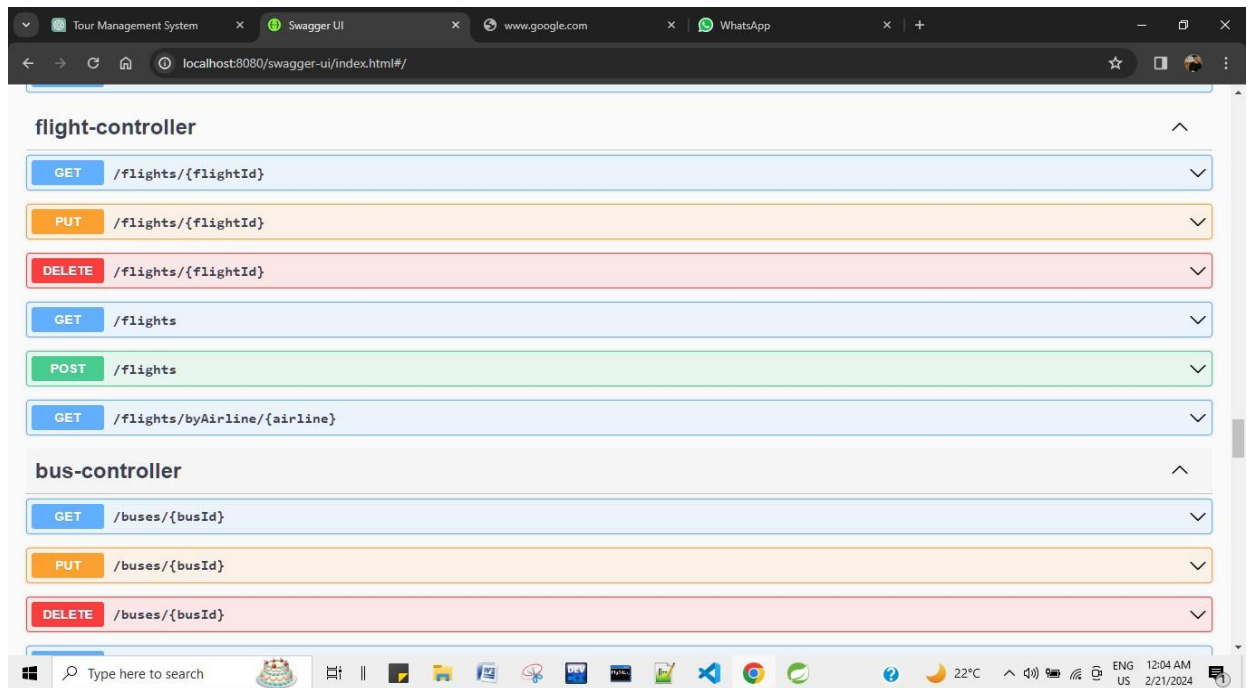 Tour Management System
Swagger UI
www.google.com
WhatsApp
localhost:8080/swagger-ui/index.html#/
flight-controller
GET /flights/{flightId}
PUT /flights/{flightId}
DELETE /flights/{flightId}
GET /flights
POST /flights
GET /flights/byAirline/{airline}
bus-controller
GET /buses/{busId}
PUT /buses/{busId}
DELETE /buses/{busId}
Type here to search
DEV
22°C
ENG
US
12:04 AM
2/21/2024
1